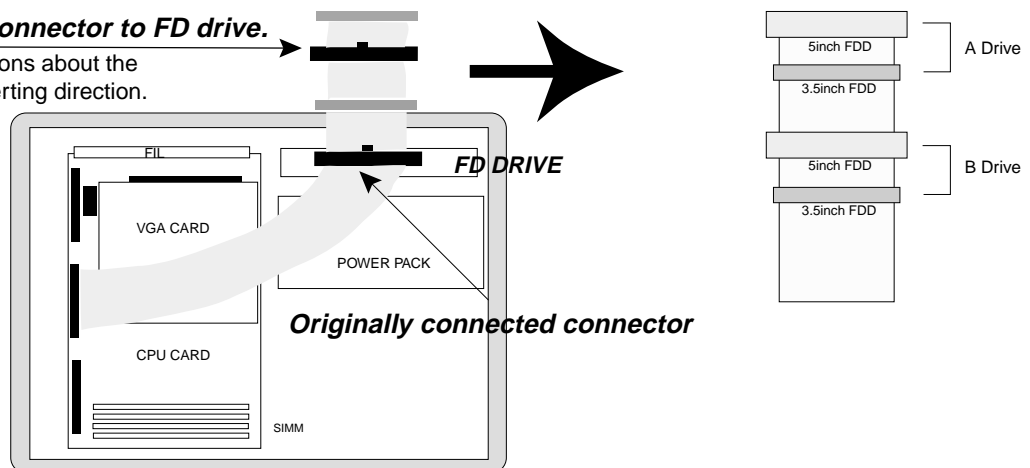 onnector to FD drive.
ons about the
erting direction.
FIL
FD DRIVE
VGA CARD
POWER PACK
Originally connected connector
CPU CARD
SIMM
5inch FDD
A Drive
3.5inch FDD
5inch FDD
B Drive
3.5inch FDD